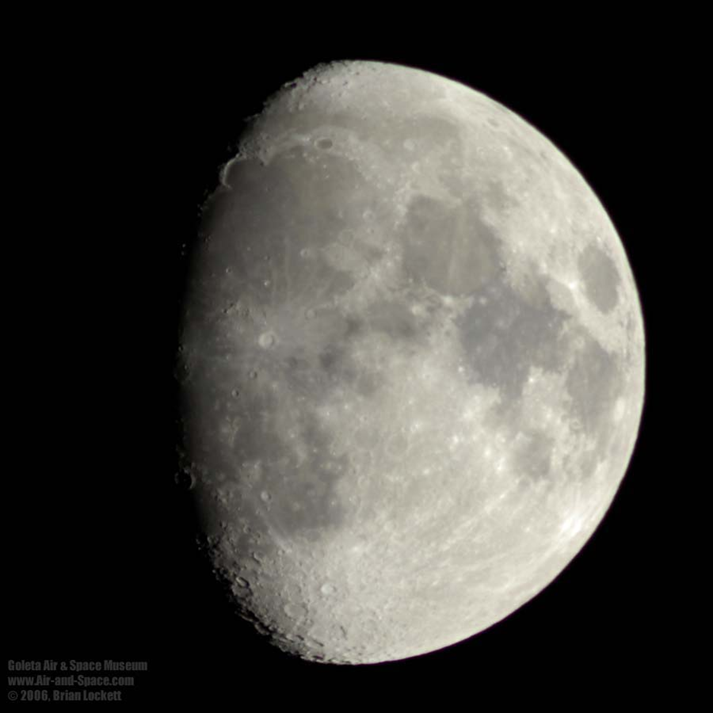 Goleta Air & Space Museum
www.Air-and-Space.com
© 2006, Brian Lockett